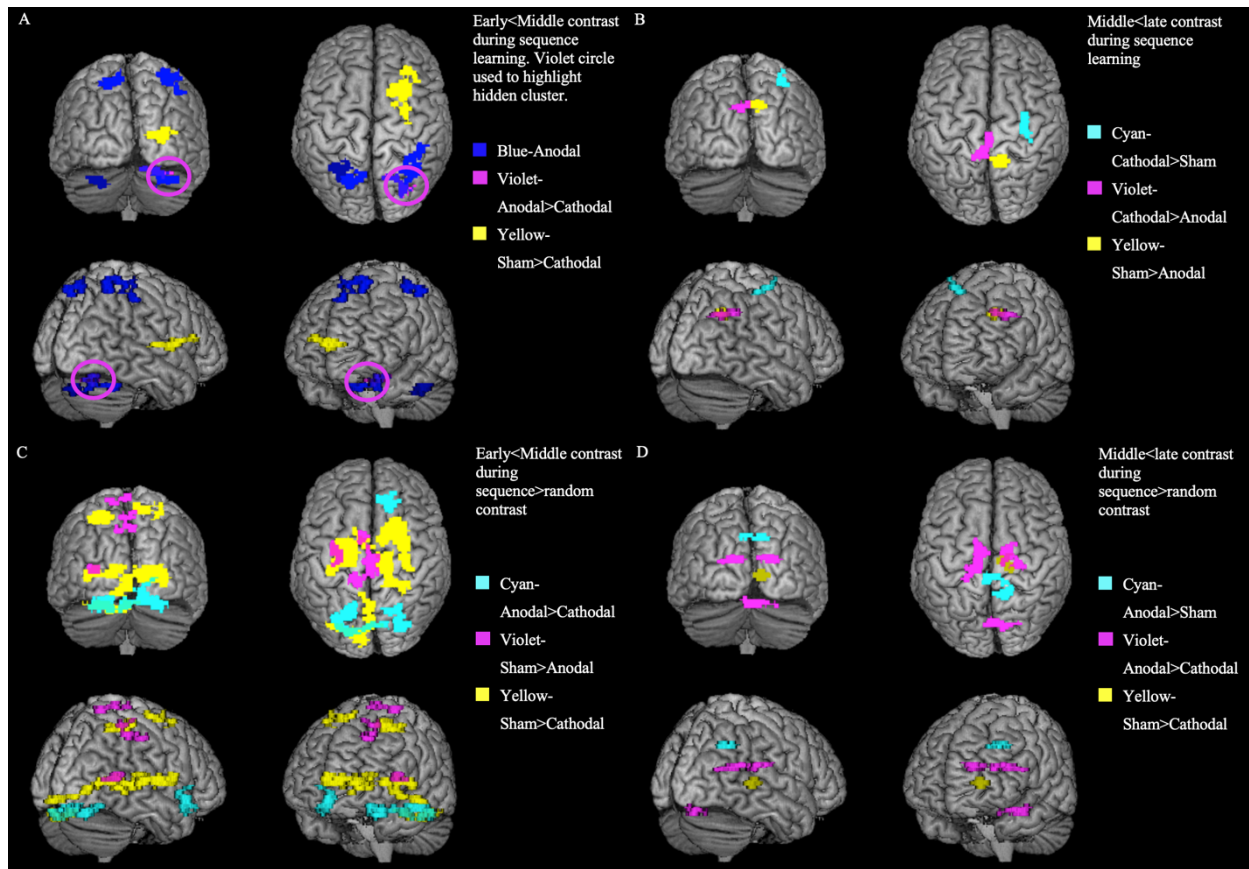 A
Early<Middle contrast
during sequence
learning. Violet circle
used to highlight
hidden cluster.
Blue-Anodal
Violet-
Anodal>Cathodal
Yellow-
Sham>Cathodal
B
Middle<late contrast
during sequence
learning
Cyan-
Cathodal>Sham
Violet-
Cathodal>Anodal
Yellow-
Sham>Anodal
C
Early<Middle contrast
during
sequence>random
contrast
Cyan-
Anodal>Cathodal
Violet-
Sham>Anodal
Yellow-
Sham>Cathodal
D
Middle<late contrast
during
sequence>random
contrast
Cyan-
Anodal>Sham
Violet-
Anodal>Cathodal
Yellow-
Sham>Cathodal